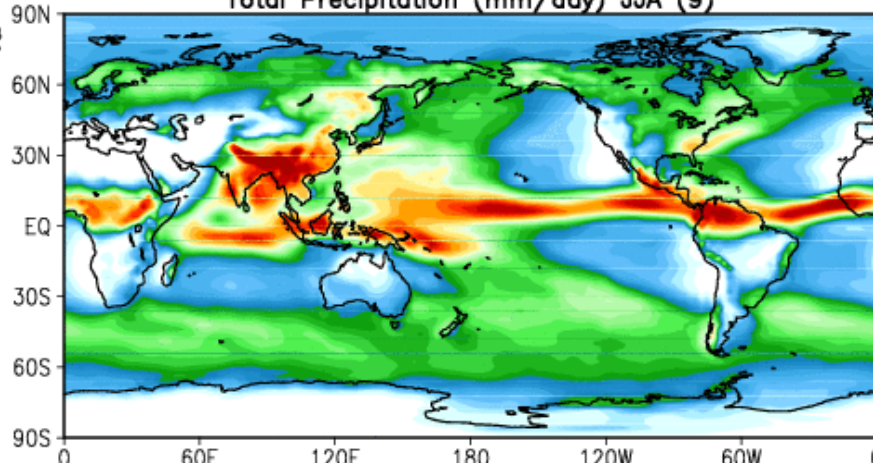 Total Precipitation (mm/day) JJA (9)
90N
60N
30N
EQ
30S
60S
90S
0 60E 120E 180 120W 60W